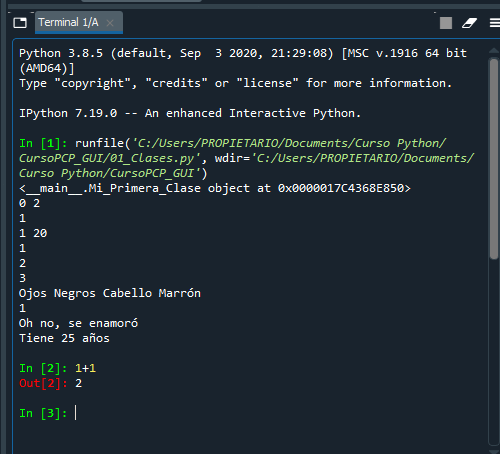 Terminal 1/A
Python 3.8.5 (default, Sep  3 2020, 21:29:08) [MSC v.1916 64 bit
(AMD64)]
Type "copyright", "credits" or "license" for more information.
IPython 7.19.0 -- An enhanced Interactive Python.
In [1]: runfile('C:/Users/PROPIETARIO/Documents/Curso Python/
CursoPCP_GUI/01_Clases.py', wdir='C:/Users/PROPIETARIO/Documents/
Curso Python/CursoPCP_GUI')
<__main__.Mi_Primera_Clase object at 0x0000017C4368E850>
0 2
1
1 20
1
2
3
Ojos Negros Cabello Marrón
1
Oh no, se enamoró
Tiene 25 años
In [2]: 1+1
Out[2]: 2
In [3]: